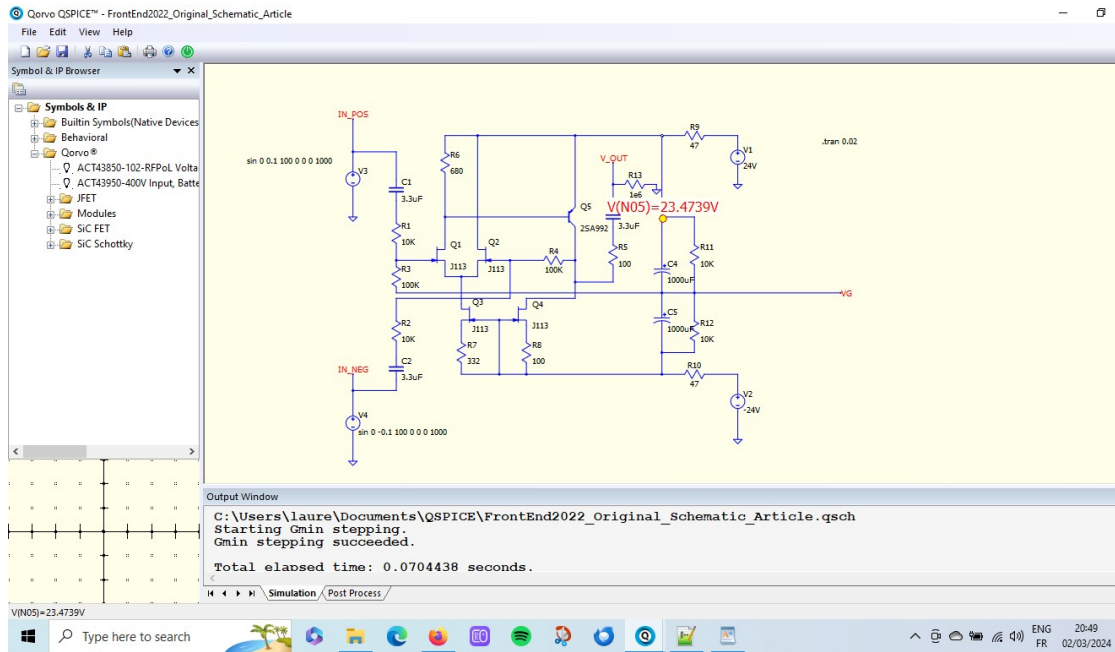 Qorvo QSPICE™ - FrontEnd2022_Original_Schematic_Article
File Edit View Help
Symbol & IP Browser
Symbols & IP
Builtin Symbols(Native Devices
Behavioral
Qorvo®
ACT43850-102-RFPoL Volta
ACT43950-400V Input, Batte
JFET
Modules
SiC FET
SiC Schottky
IN_POS
sin 0 0.1 100 0 0 0 1000
V3
C1
3.3uF
R1
10K
R3
100K
R6
680
Q1
J113
Q2
J113
R4
100K
Q5
2SA992
V_OUT
R13
1e6
V(N05)=23.4739V
3.3uF
R5
100
R9
47
V1
24V
.tran 0.02
C4
1000uF
R11
10K
VG
C5
1000uF
R12
10K
Q3
J113
Q4
J113
R7
332
R8
100
R2
10K
C2
3.3uF
IN_NEG
V4
sin 0 -0.1 100 0 0 0 1000
R10
47
V2
-24V
Output Window
C:\Users\laure\Documents\QSPICE\FrontEnd2022_Original_Schematic_Article.qsch
Starting Gmin stepping.
Gmin stepping succeeded.
Total elapsed time: 0.0704438 seconds.
Simulation Post Process
V(N05)=23.4739V
Type here to search
ENG
FR
20:49
02/03/2024